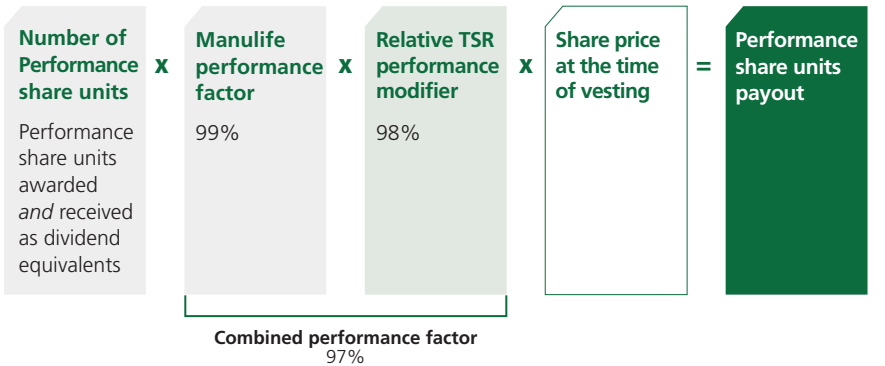 Number of
Performance
share units
Performance
share units
awarded
and received
as dividend
equivalents
x
Manulife
performance
factor
99%
x
Relative TSR
performance
modifier
98%
x
Share price
at the time
of vesting
=
Performance
share units
payout
Combined performance factor
97%